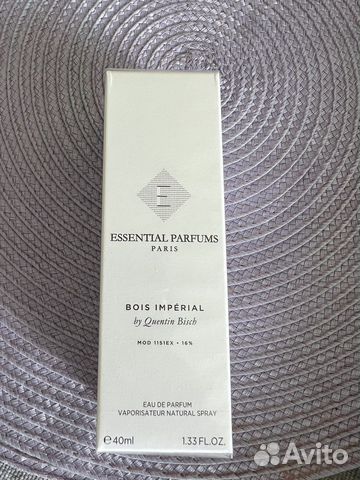 E
ESSENTIAL PARFUMS
PARIS
BOIS IMPÉRIAL
by Quentin Bisch
MOD 1151EX • 16%
EAU DE PARFUM
VAPORISATEUR NATURAL SPRAY
e 40ml 1.33 FL.OZ.
Avito